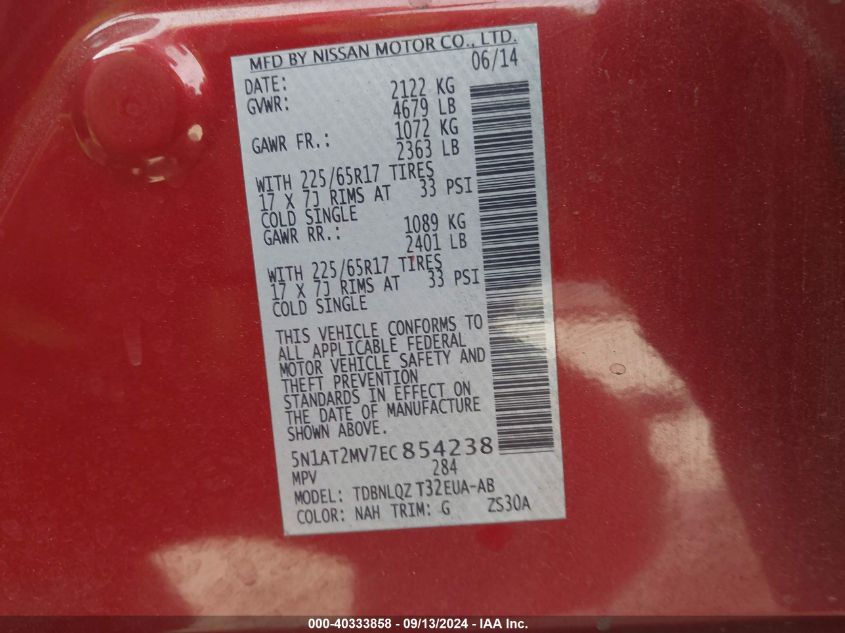 MFD BY NISSAN MOTOR CO., LTD.
DATE: 06/14
GVWR: 2122 KG
4679 LB
GAWR FR.: 1072 KG
2363 LB
WITH 225/65R17 TIRES
17 X 7J RIMS AT 33 PSI
COLD SINGLE
GAWR RR.: 1089 KG
2401 LB
WITH 225/65R17 TIRES
17 X 7J RIMS AT 33 PSI
COLD SINGLE
THIS VEHICLE CONFORMS TO
ALL APPLICABLE FEDERAL
MOTOR VEHICLE SAFETY AND
THEFT PREVENTION
STANDARDS IN EFFECT ON
THE DATE OF MANUFACTURE
SHOWN ABOVE.
5N1AT2MV7EC854238
MPV 284
MODEL: TDBNLQZ T32EUA-AB
COLOR: NAH TRIM: G ZS30A
000-40333858 - 09/13/2024 - IAA Inc.